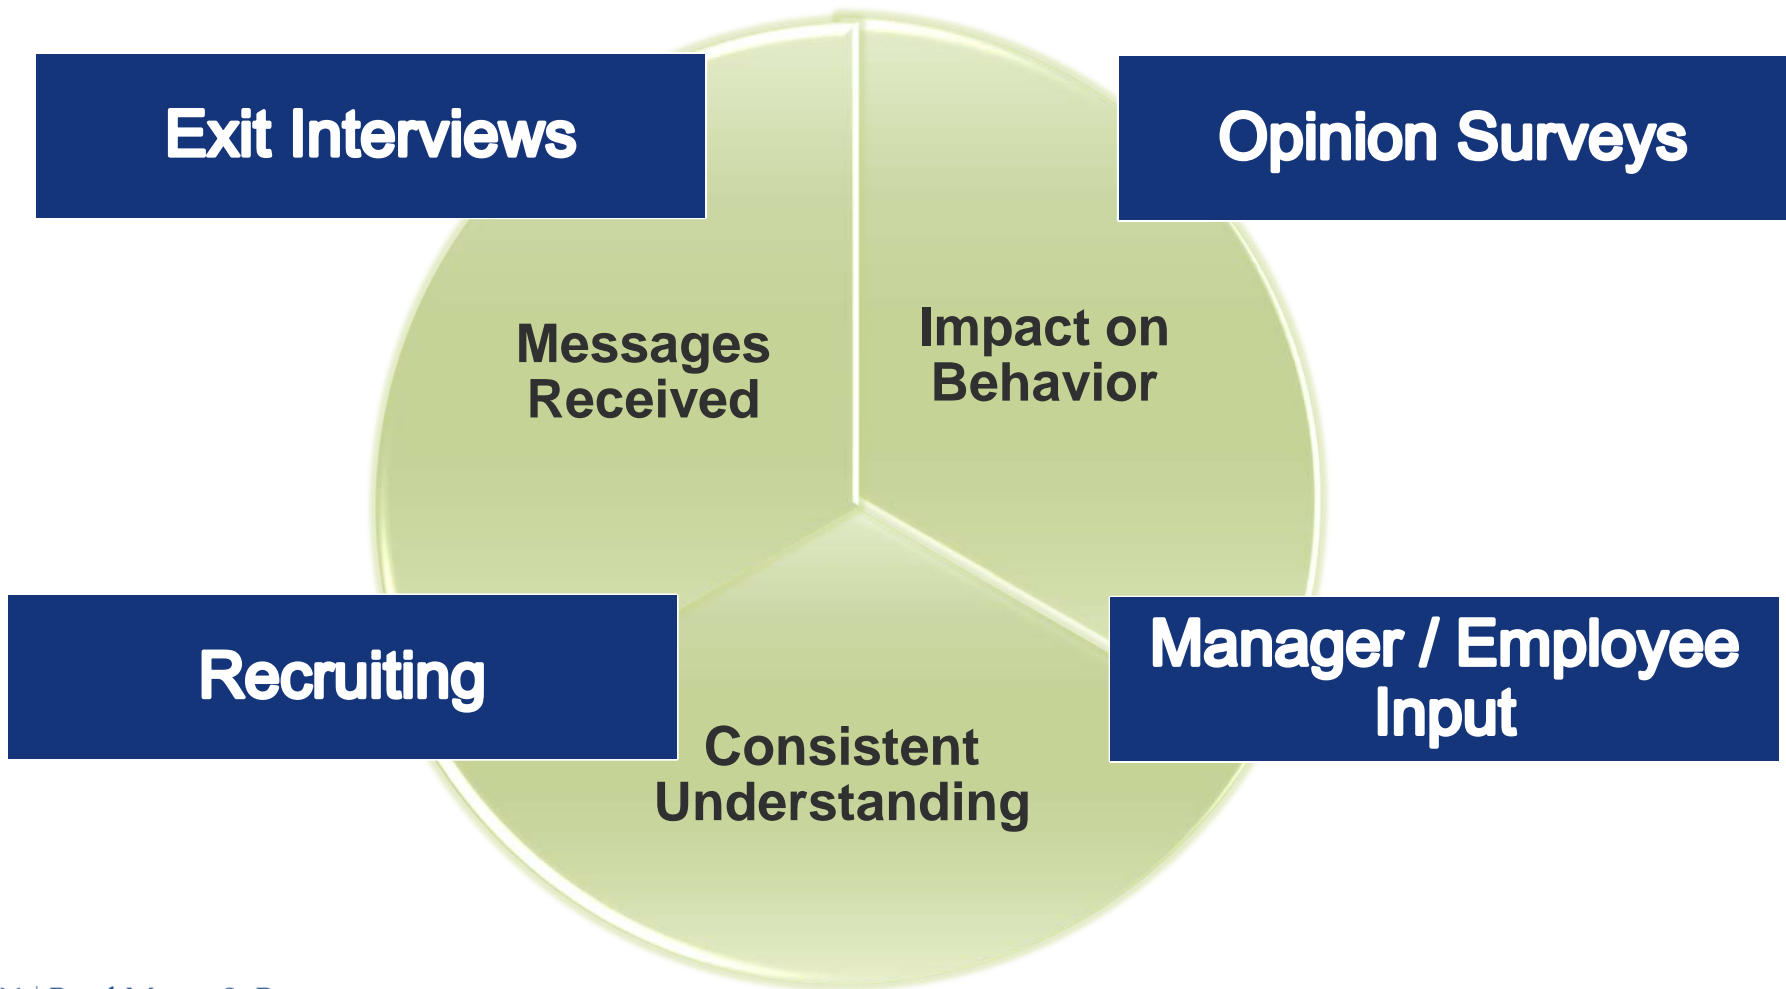 Exit Interviews
Opinion Surveys
Messages
Received
Impact on
Behavior
Recruiting
Manager / Employee
Input
Consistent
Understanding